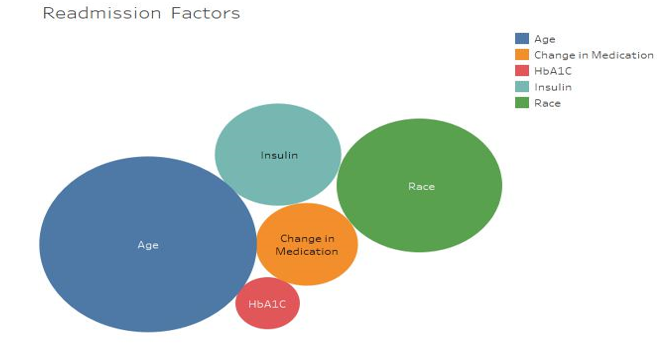 Readmission Factors
Age
Change in Medication
HbA1C
Insulin
Race
Insulin
Race
Change in
Medication
Age
HbA1C